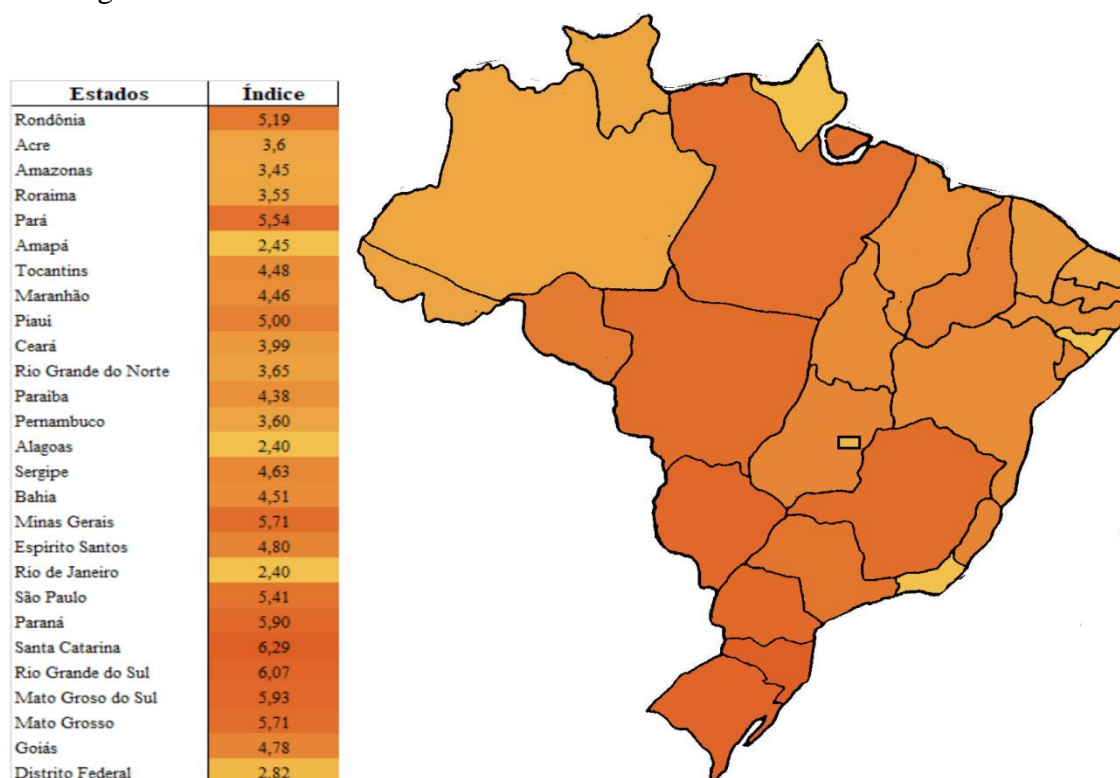 Estados Índice
Rondônia 5,19
Acre 3,6
Amazonas 3,45
Roraima 3,55
Pará 5,54
Amapá 2,45
Tocantins 4,48
Maranhão 4,46
Piaui 5,00
Ceará 3,99
Rio Grande do Norte 3,65
Paraiba 4,38
Pernambuco 3,60
Alagoas 2,40
Sergipe 4,63
Bahia 4,51
Minas Gerais 5,71
Espirito Santos 4,80
Rio de Janeiro 2,40
São Paulo 5,41
Paraná 5,90
Santa Catarina 6,29
Rio Grande do Sul 6,07
Mato Groso do Sul 5,93
Mato Grosso 5,71
Goiás 4,78
Distrito Federal 2,82